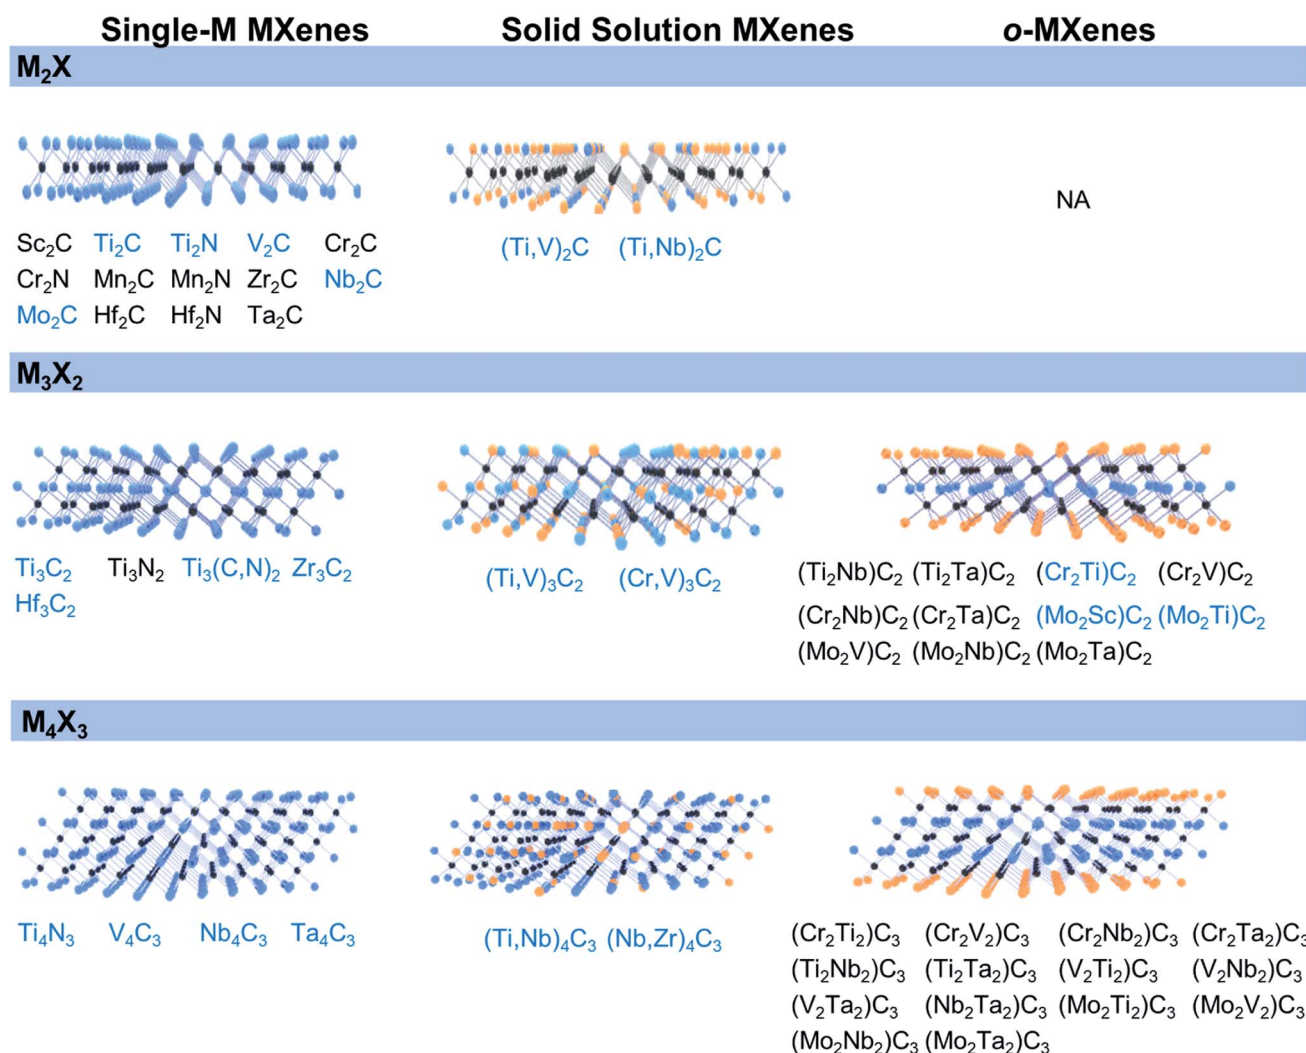 Single-M MXenes Solid Solution MXenes o-MXenes
M₂X
NA
Sc₂C Ti₂C Ti₂N V₂C Cr₂C
Cr₂N Mn₂C Mn₂N Zr₂C Nb₂C
Mo₂C Hf₂C Hf₂N Ta₂C
(Ti,V)₂C (Ti,Nb)₂C
M₃X₂
Ti₃C₂ Ti₃N₂ Ti₃(C,N)₂ Zr₃C₂
Hf₃C₂
(Ti,V)₃C₂ (Cr,V)₃C₂
(Ti₂Nb)C₂ (Ti₂Ta)C₂ (Cr₂Ti)C₂ (Cr₂V)C₂
(Cr₂Nb)C₂ (Cr₂Ta)C₂ (Mo₂Sc)C₂ (Mo₂Ti)C₂
(Mo₂V)C₂ (Mo₂Nb)C₂ (Mo₂Ta)C₂
M₄X₃
Ti₄N₃ V₄C₃ Nb₄C₃ Ta₄C₃
(Ti,Nb)₄C₃ (Nb,Zr)₄C₃
(Cr₂Ti₂)C₃ (Cr₂V₂)C₃ (Cr₂Nb₂)C₃ (Cr₂Ta₂)C₃
(Ti₂Nb₂)C₃ (Ti₂Ta₂)C₃ (V₂Ti₂)C₃ (V₂Nb₂)C₃
(V₂Ta₂)C₃ (Nb₂Ta₂)C₃ (Mo₂Ti₂)C₃ (Mo₂V₂)C₃
(Mo₂Nb₂)C₃ (Mo₂Ta₂)C₃